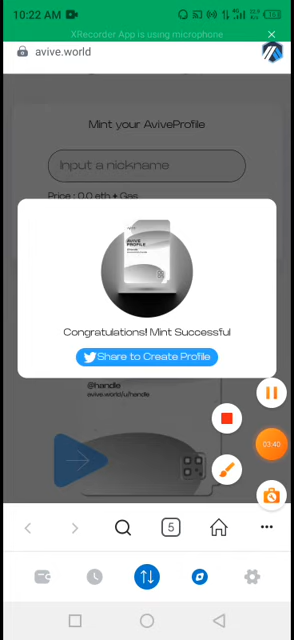 10:22 AM
XRecorder App is using microphone
avive.world
Mint your AviveProfile
Input a nickname
Price : 0.0 eth + Gas
AVIVE
PROFILE
Congratulations! Mint Successful
Share to Create Profile
@handle
avive.world/u/handle
03:40
5